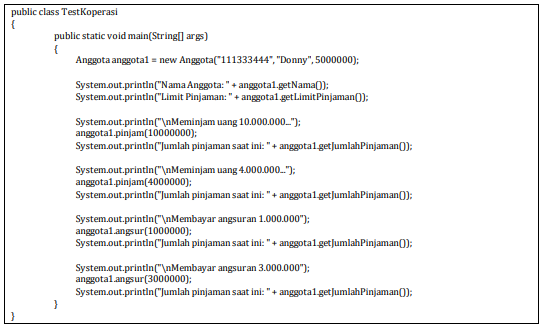 public class TestKoperasi
{
public static void main(String[] args)
{
Anggota anggota1 = new Anggota("111333444", "Donny", 5000000);
System.out.println("Nama Anggota: " + anggota1.getNama());
System.out.println("Limit Pinjaman: " + anggota1.getLimitPinjaman());
System.out.println("\nMeminjam uang 10.000.000...");
anggota1.pinjam(10000000);
System.out.println("Jumlah pinjaman saat ini: " + anggota1.getJumlahPinjaman());
System.out.println("\nMeminjam uang 4.000.000...");
anggota1.pinjam(4000000);
System.out.println("Jumlah pinjaman saat ini: " + anggota1.getJumlahPinjaman());
System.out.println("\nMembayar angsuran 1.000.000");
anggota1.angsur(1000000);
System.out.println("Jumlah pinjaman saat ini: " + anggota1.getJumlahPinjaman());
System.out.println("\nMembayar angsuran 3.000.000");
anggota1.angsur(3000000);
System.out.println("Jumlah pinjaman saat ini: " + anggota1.getJumlahPinjaman());
}
}